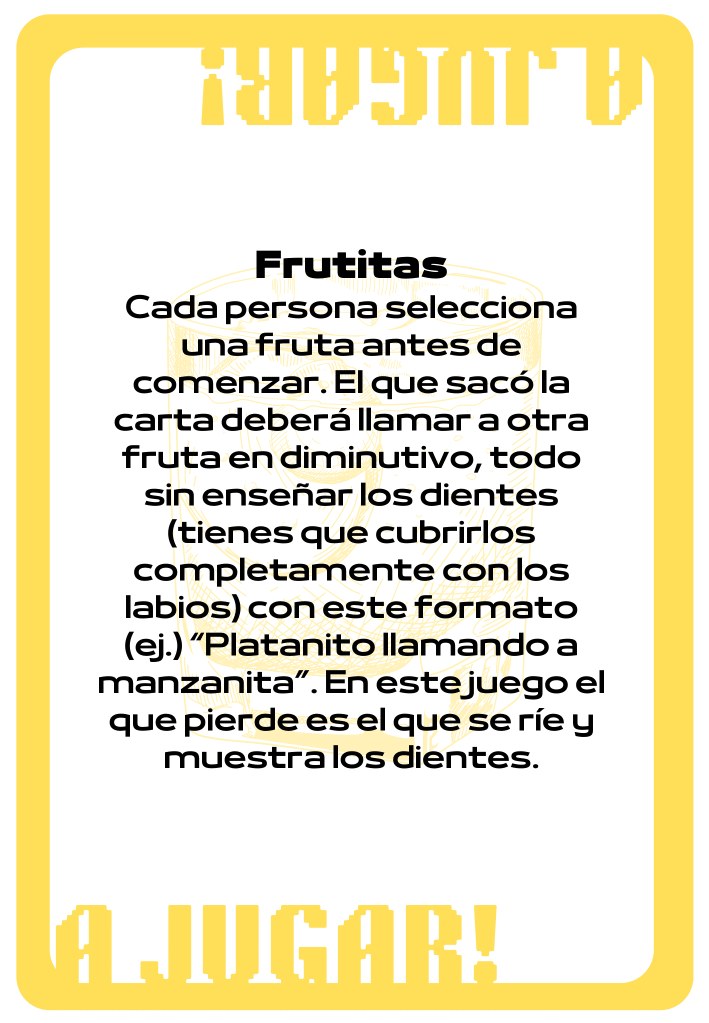 A JUGAR!
Frutitas
Cada persona selecciona
una fruta antes de
comenzar. El que sacó la
carta deberá llamar a otra
fruta en diminutivo, todo
sin enseñar los dientes
(tienes que cubrirlos
completamente con los
labios) con este formato
(ej.) “Platanito llamando a
manzanita”. En este juego el
que pierde es el que se ríe y
muestra los dientes.
A JUGAR!